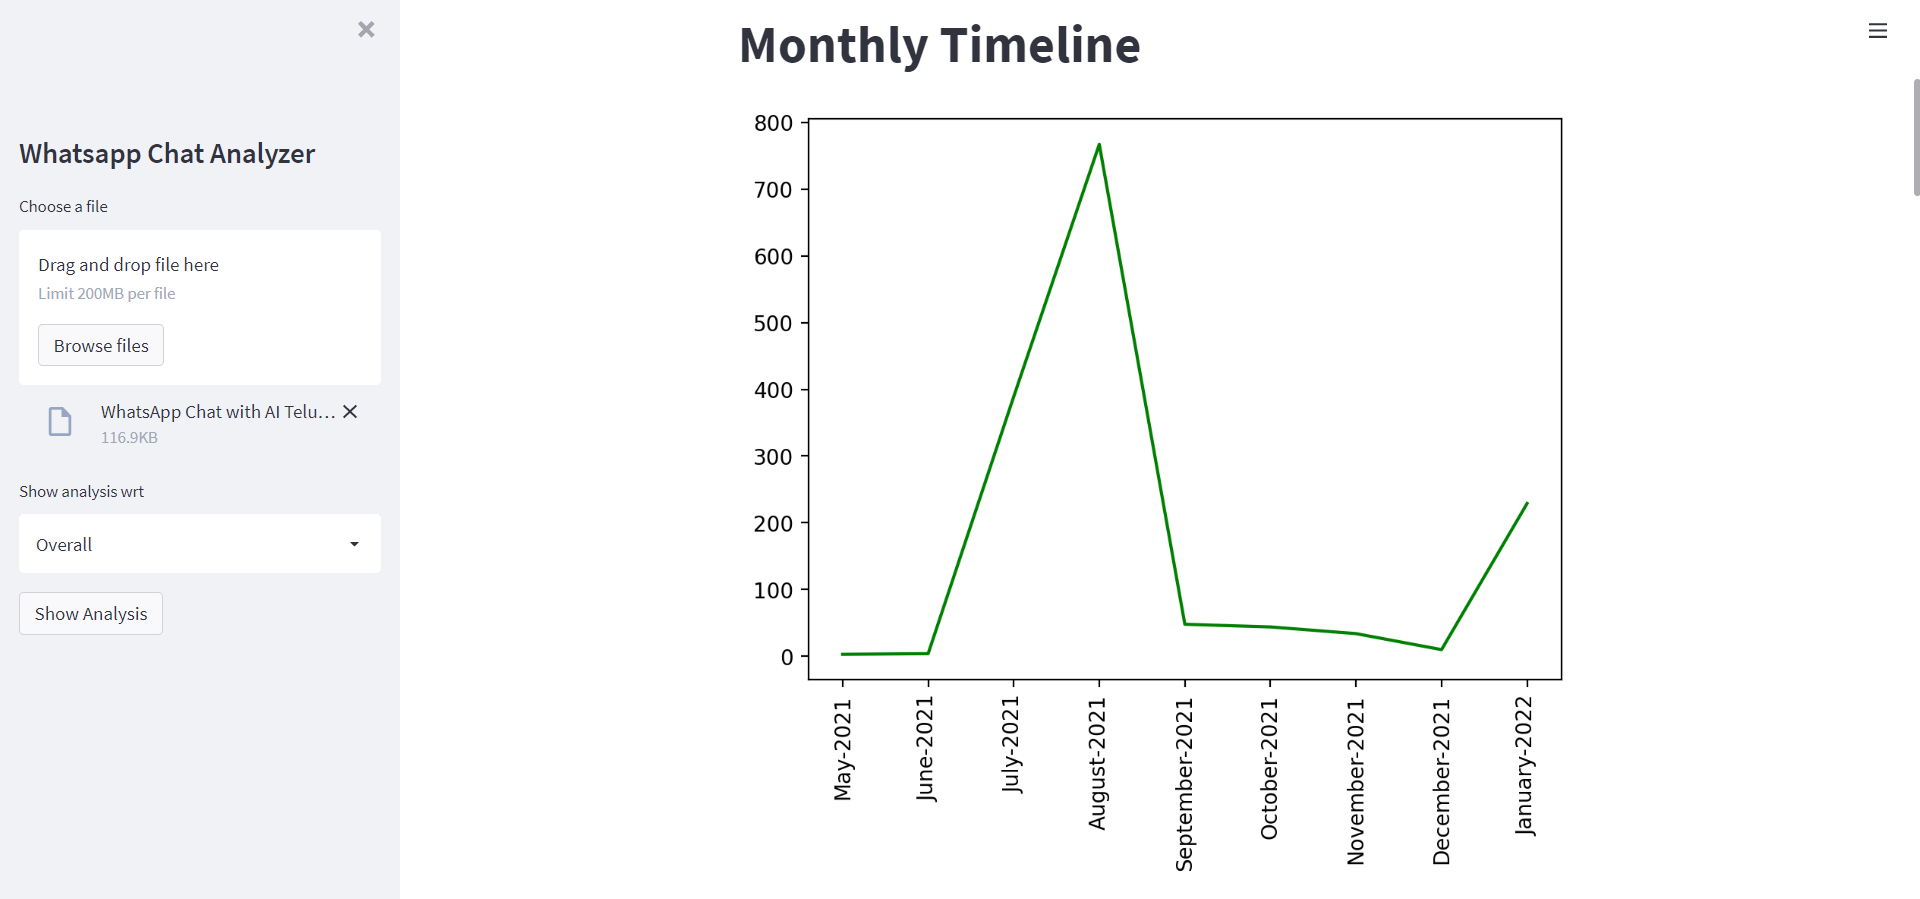 Whatsapp Chat Analyzer
Choose a file
Drag and drop file here
Limit 200MB per file
Browse files
WhatsApp Chat with AI Telu...
116.9KB
Show analysis wrt
Overall
Show Analysis
Monthly Timeline
800
700
600
500
400
300
200
100
0
May-2021
June-2021
July-2021
August-2021
September-2021
October-2021
November-2021
December-2021
January-2022